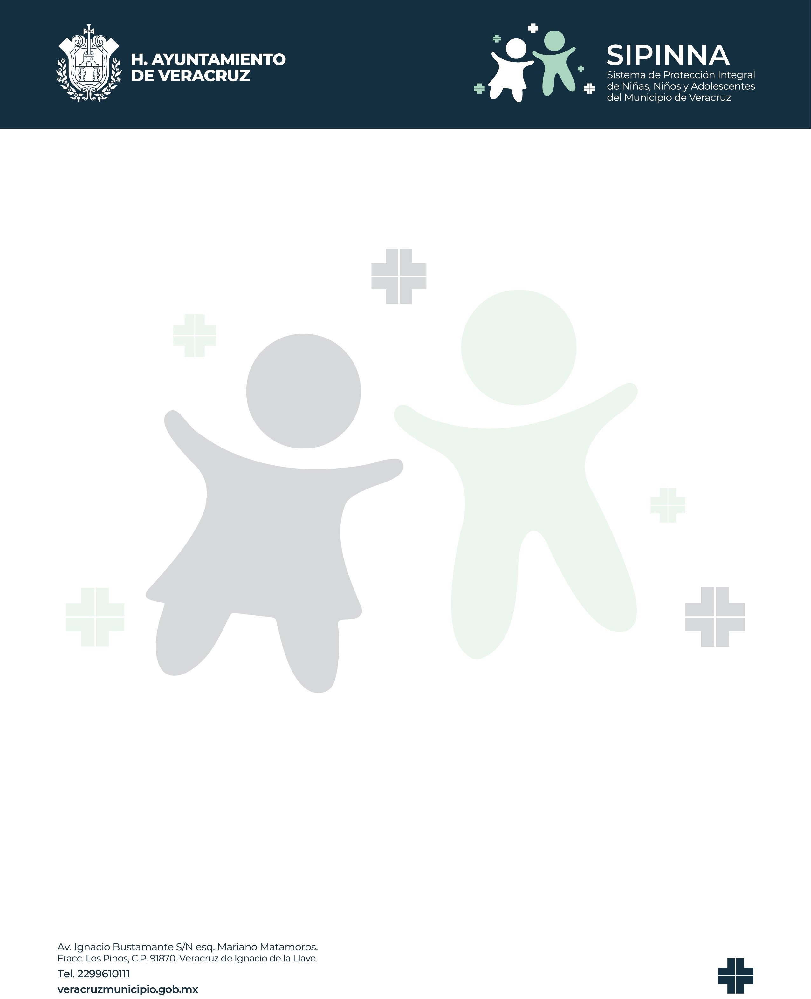 VERA
H. AYUNTAMIENTO
DE VERACRUZ
SIPINNA
Sistema de Protección Integral
de Niñas, Niños y Adolescentes
del Municipio de Veracruz
Av. Ignacio Bustamante S/N esq. Mariano Matamoros.
Fracc. Los Pinos, C.P. 91870. Veracruz de Ignacio de la Llave.
Tel. 2299610111
veracruzmunicipio.gob.mx